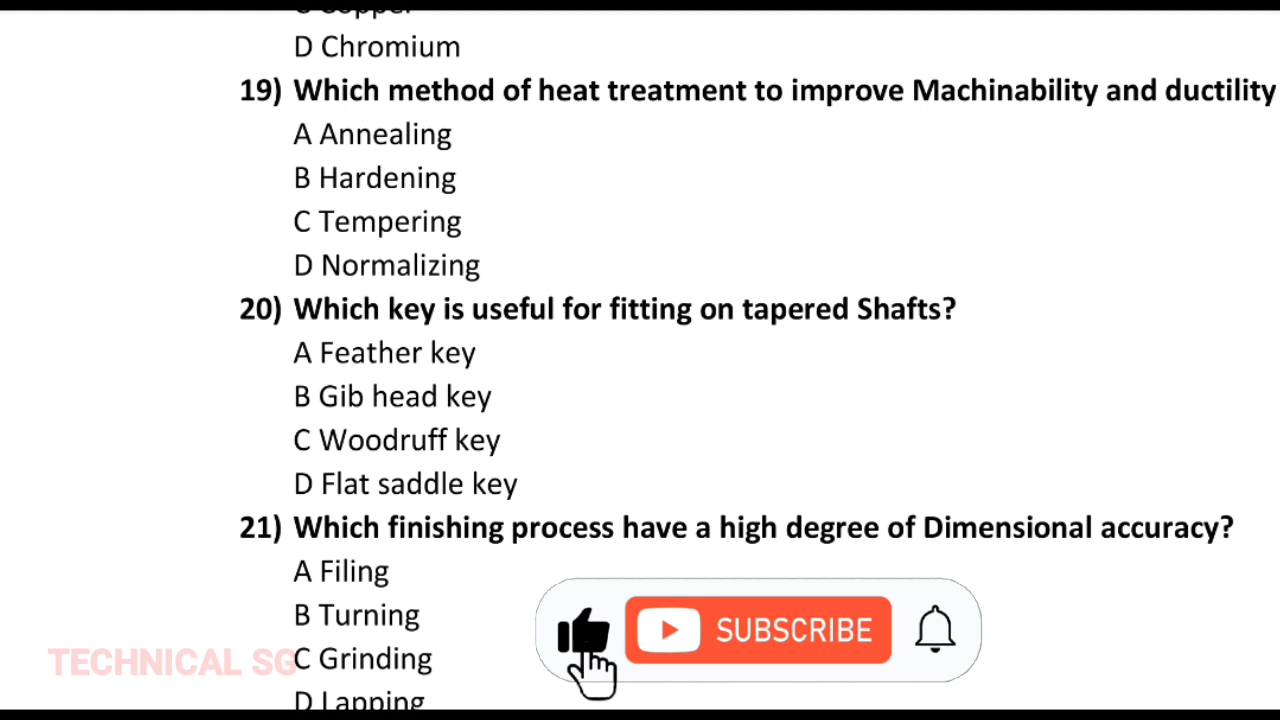 C Copper
D Chromium
19) Which method of heat treatment to improve Machinability and ductility
A Annealing
B Hardening
C Tempering
D Normalizing
20) Which key is useful for fitting on tapered Shafts?
A Feather key
B Gib head key
C Woodruff key
D Flat saddle key
21) Which finishing process have a high degree of Dimensional accuracy?
A Filing
B Turning
C Grinding
D Lapping
SUBSCRIBE
TECHNICAL SG